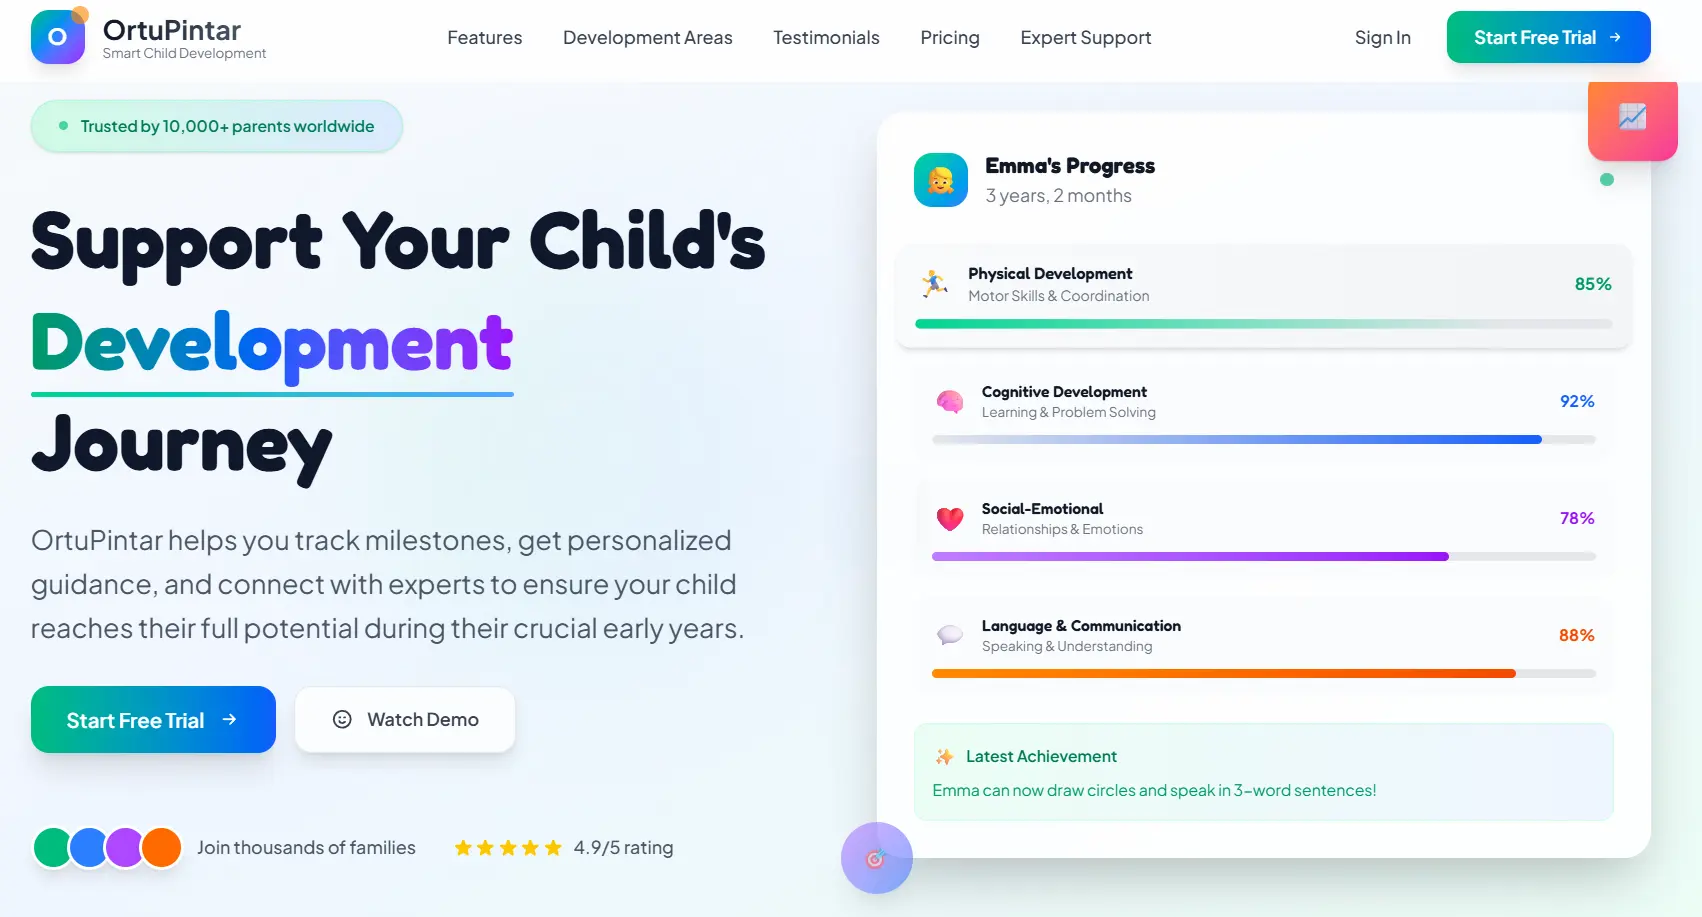 O
OrtuPintar
Smart Child Development
Features
Development Areas
Testimonials
Pricing
Expert Support
Sign In
Start Free Trial →
Trusted by 10,000+ parents worldwide
Support Your Child's
Development
Journey
OrtuPintar helps you track milestones, get personalized
guidance, and connect with experts to ensure your child
reaches their full potential during their crucial early years.
Start Free Trial →
Watch Demo
Join thousands of families
4.9/5 rating
Emma's Progress
3 years, 2 months
Physical Development
Motor Skills & Coordination
85%
Cognitive Development
Learning & Problem Solving
92%
Social-Emotional
Relationships & Emotions
78%
Language & Communication
Speaking & Understanding
88%
Latest Achievement
Emma can now draw circles and speak in 3-word sentences!